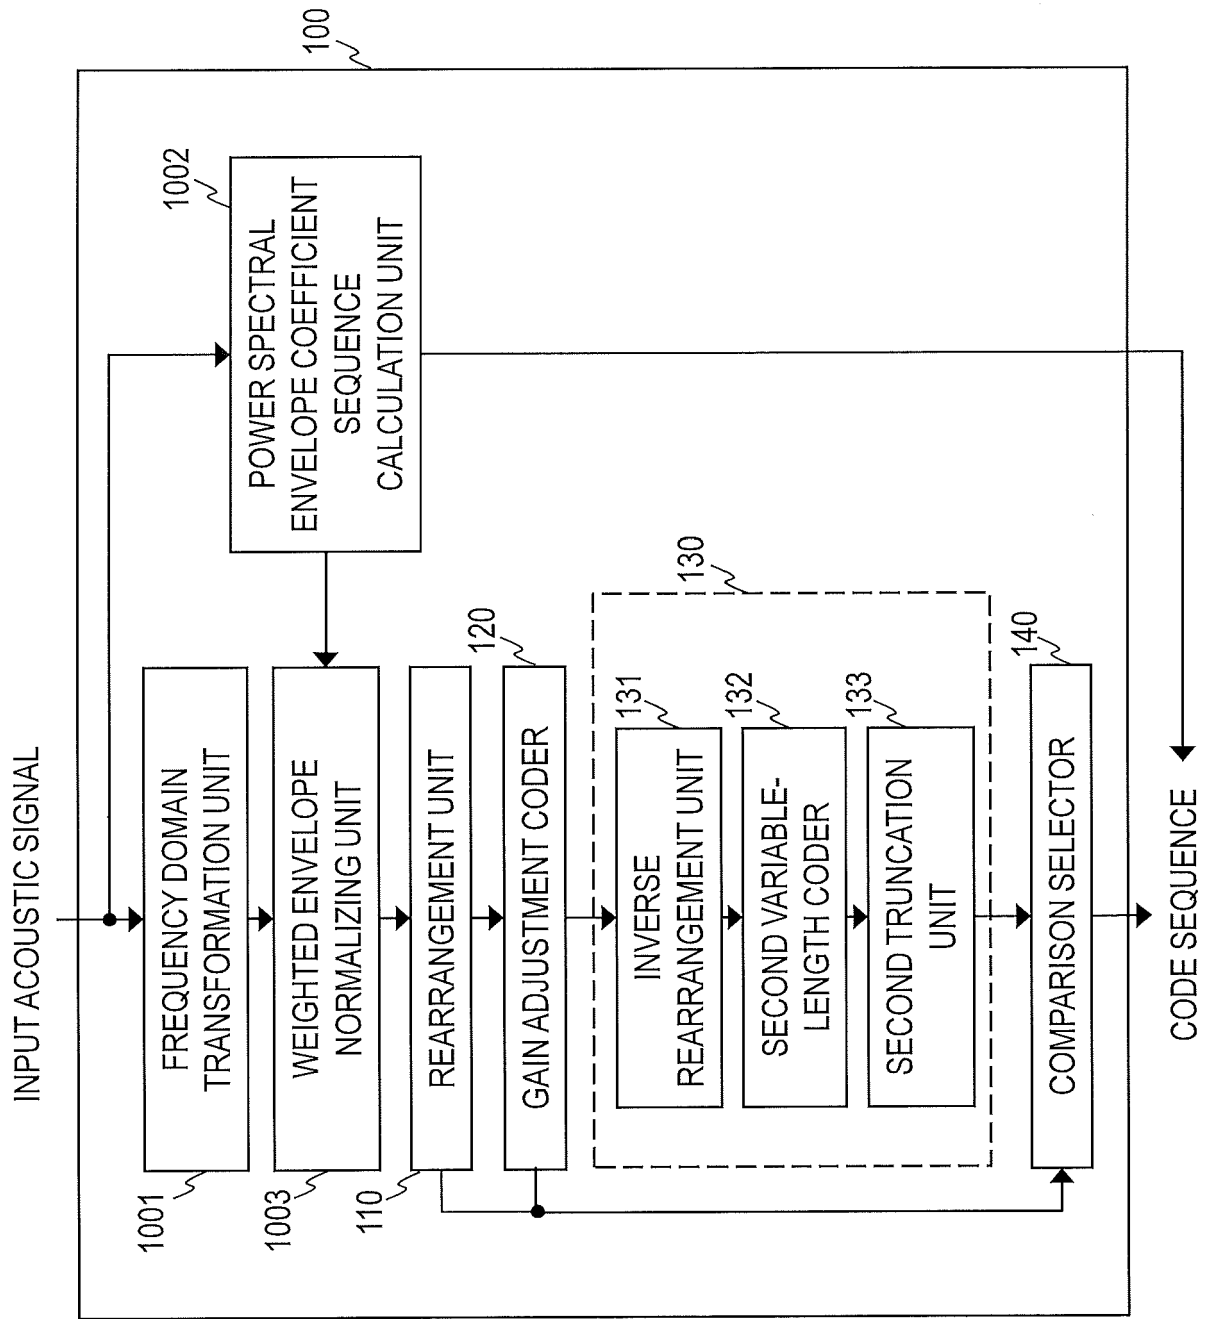 100
INPUT ACOUSTIC SIGNAL
1001
FREQUENCY DOMAIN
TRANSFORMATION UNIT
1002
POWER SPECTRAL
ENVELOPE COEFFICIENT
SEQUENCE
CALCULATION UNIT
1003
WEIGHTED ENVELOPE
NORMALIZING UNIT
110
REARRANGEMENT UNIT
120
GAIN ADJUSTMENT CODER
130
131
INVERSE
REARRANGEMENT UNIT
132
SECOND VARIABLE-
LENGTH CODER
133
SECOND TRUNCATION
UNIT
140
COMPARISON SELECTOR
CODE SEQUENCE